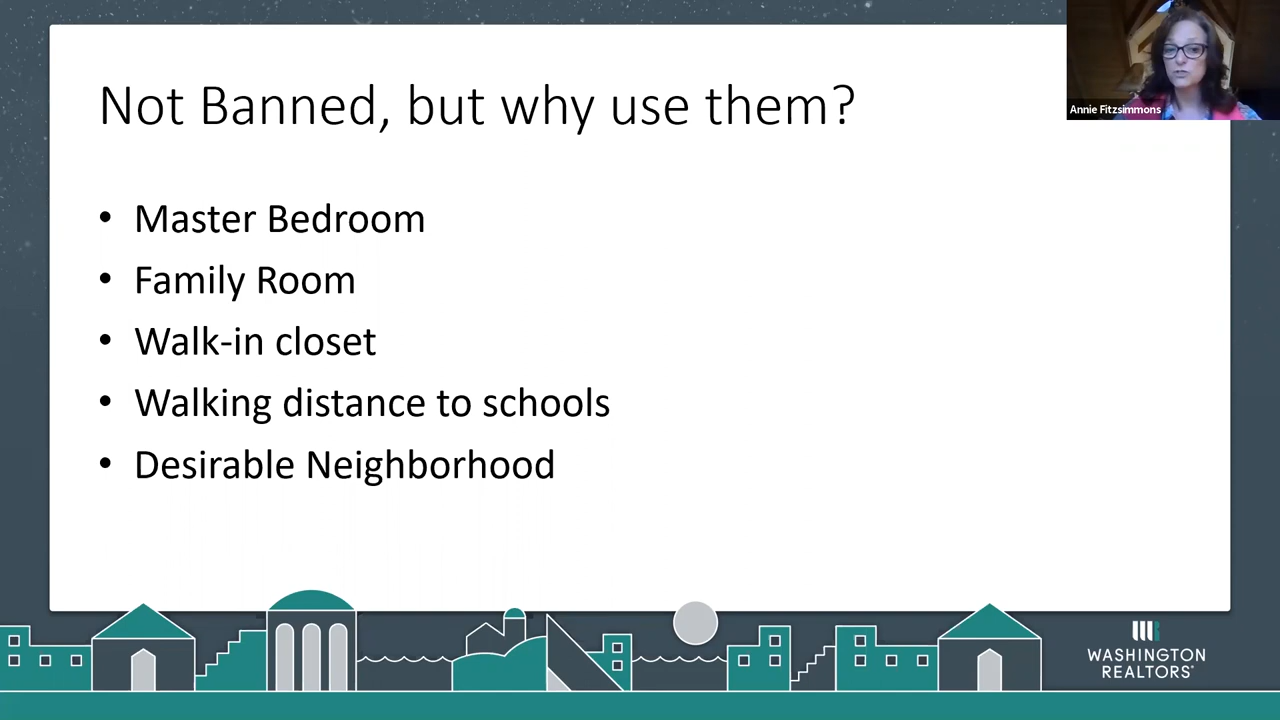 Not Banned, but why use them?
Annie Fitzsimmons
• Master Bedroom
• Family Room
• Walk-in closet
• Walking distance to schools
• Desirable Neighborhood
WASHINGTON
REALTORS®